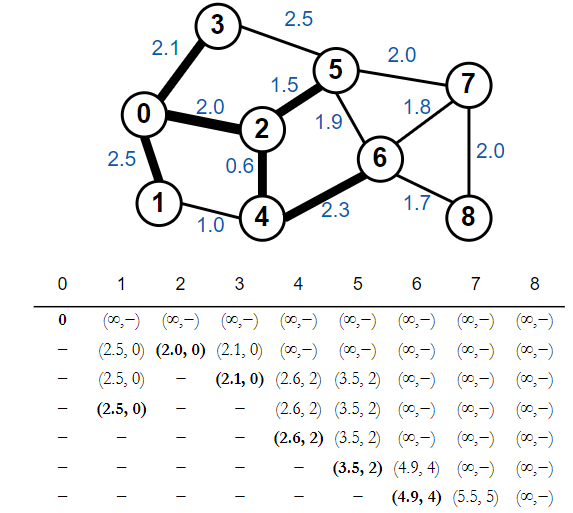 3
2.5
2.1
5
2.0
7
1.5
0
2.0
1.8
2
1.9
6
2.5
0.6
2.0
1
2.3
1.7
1.0
4
8
0 1 2 3 4 5 6 7 8
0 (∞,−) (∞,−) (∞,−) (∞,−) (∞,−) (∞,−) (∞,−) (∞,−)
− (2.5, 0) (2.0, 0) (2.1, 0) (∞,−) (∞,−) (∞,−) (∞,−) (∞,−)
− (2.5, 0) − (2.1, 0) (2.6, 2) (3.5, 2) (∞,−) (∞,−) (∞,−)
− (2.5, 0) − − (2.6, 2) (3.5, 2) (∞,−) (∞,−) (∞,−)
− − − − (2.6, 2) (3.5, 2) (∞,−) (∞,−) (∞,−)
− − − − − (3.5, 2) (4.9, 4) (∞,−) (∞,−)
− − − − − − (4.9, 4) (5.5, 5) (∞,−)